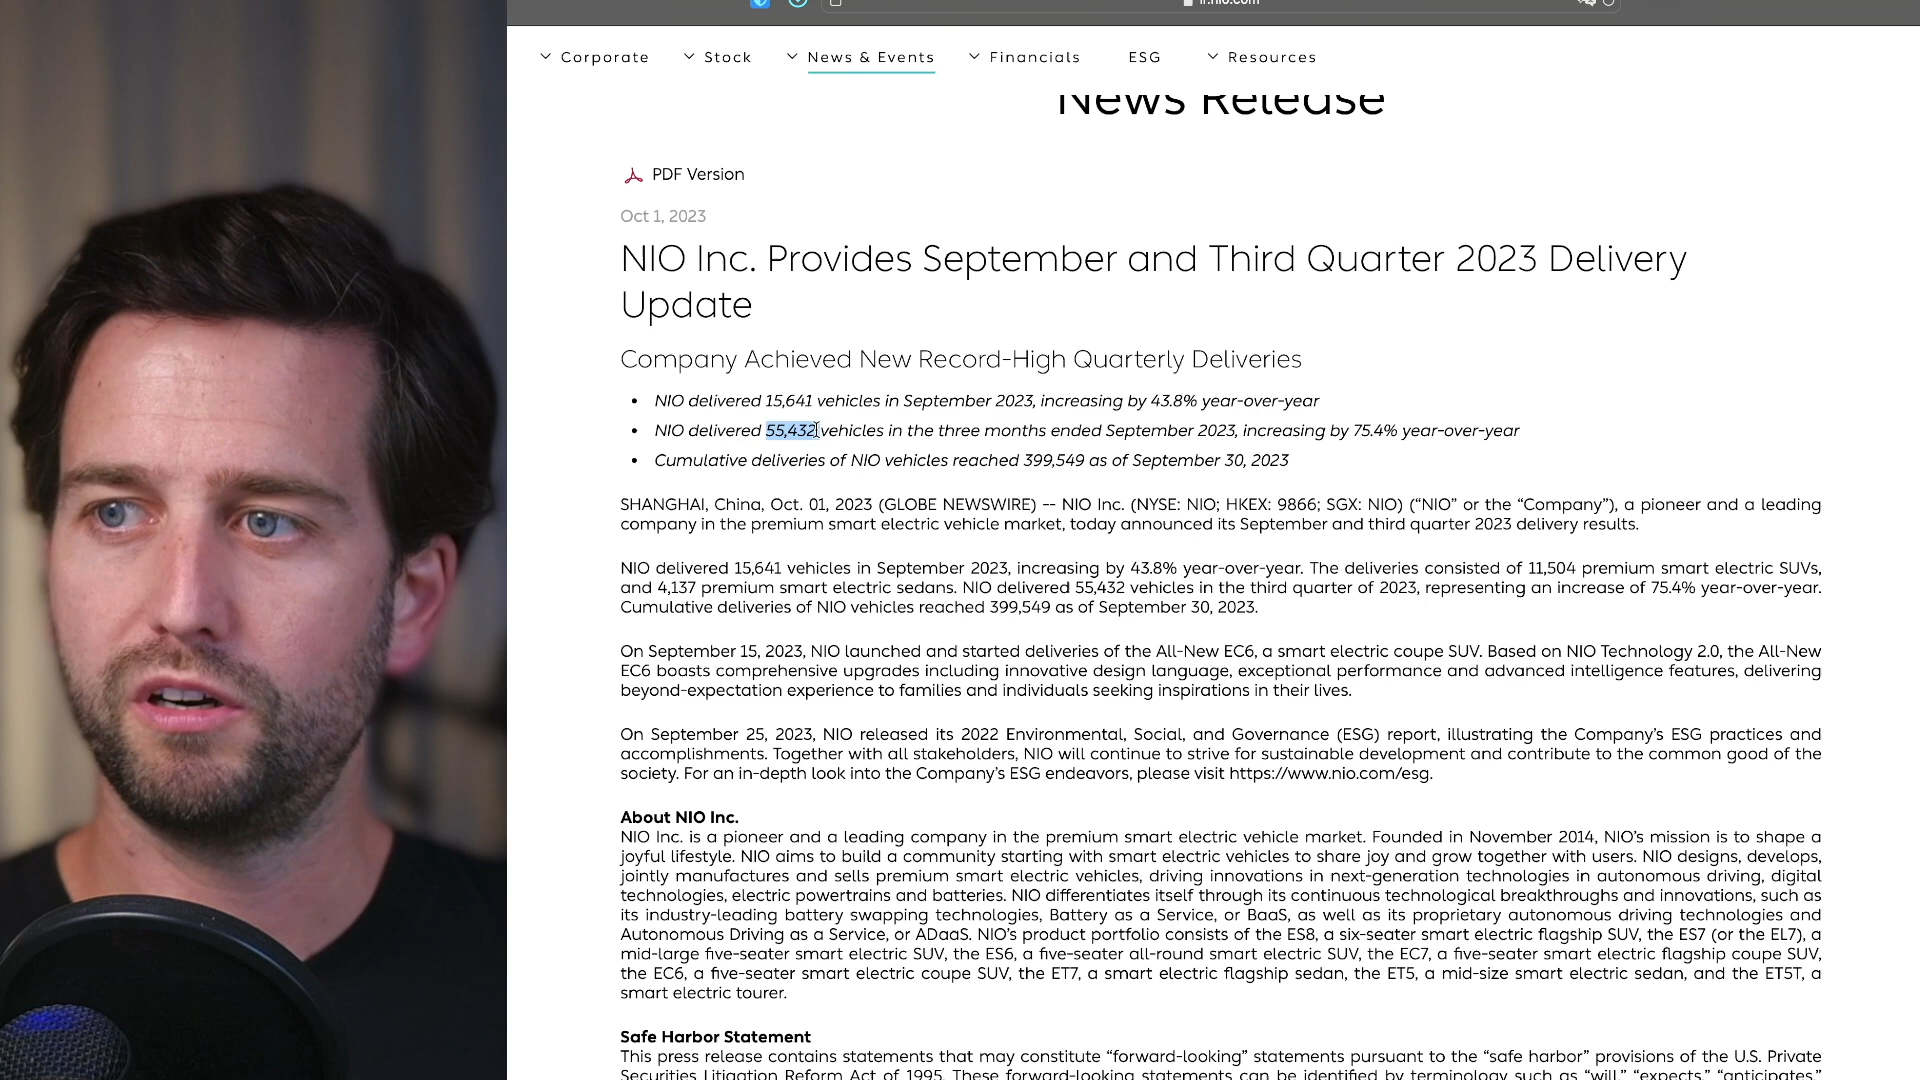 ir.nio.com
Corporate
Stock
News & Events
Financials
ESG
Resources
News Release
PDF Version
Oct 1, 2023
NIO Inc. Provides September and Third Quarter 2023 Delivery
Update
Company Achieved New Record-High Quarterly Deliveries
• NIO delivered 15,641 vehicles in September 2023, increasing by 43.8% year-over-year
• NIO delivered 55,432 vehicles in the three months ended September 2023, increasing by 75.4% year-over-year
• Cumulative deliveries of NIO vehicles reached 399,549 as of September 30, 2023
SHANGHAI, China, Oct. 01, 2023 (GLOBE NEWSWIRE) -- NIO Inc. (NYSE: NIO; HKEX: 9866; SGX: NIO) (“NIO” or the “Company”), a pioneer and a leading
company in the premium smart electric vehicle market, today announced its September and third quarter 2023 delivery results.
NIO delivered 15,641 vehicles in September 2023, increasing by 43.8% year-over-year. The deliveries consisted of 11,504 premium smart electric SUVs,
and 4,137 premium smart electric sedans. NIO delivered 55,432 vehicles in the third quarter of 2023, representing an increase of 75.4% year-over-year.
Cumulative deliveries of NIO vehicles reached 399,549 as of September 30, 2023.
On September 15, 2023, NIO launched and started deliveries of the All-New EC6, a smart electric coupe SUV. Based on NIO Technology 2.0, the All-New
EC6 boasts comprehensive upgrades including innovative design language, exceptional performance and advanced intelligence features, delivering
beyond-expectation experience to families and individuals seeking inspirations in their lives.
On September 25, 2023, NIO released its 2022 Environmental, Social, and Governance (ESG) report, illustrating the Company’s ESG practices and
accomplishments. Together with all stakeholders, NIO will continue to strive for sustainable development and contribute to the common good of the
society. For an in-depth look into the Company’s ESG endeavors, please visit https://www.nio.com/esg.
About NIO Inc.
NIO Inc. is a pioneer and a leading company in the premium smart electric vehicle market. Founded in November 2014, NIO’s mission is to shape a
joyful lifestyle. NIO aims to build a community starting with smart electric vehicles to share joy and grow together with users. NIO designs, develops,
jointly manufactures and sells premium smart electric vehicles, driving innovations in next-generation technologies in autonomous driving, digital
technologies, electric powertrains and batteries. NIO differentiates itself through its continuous technological breakthroughs and innovations, such as
its industry-leading battery swapping technologies, Battery as a Service, or BaaS, as well as its proprietary autonomous driving technologies and
Autonomous Driving as a Service, or ADaaS. NIO’s product portfolio consists of the ES8, a six-seater smart electric flagship SUV, the ES7 (or the EL7), a
mid-large five-seater smart electric SUV, the ES6, a five-seater all-round smart electric SUV, the EC7, a five-seater smart electric flagship coupe SUV,
the EC6, a five-seater smart electric coupe SUV, the ET7, a smart electric flagship sedan, the ET5, a mid-size smart electric sedan, and the ET5T, a
smart electric tourer.
Safe Harbor Statement
This press release contains statements that may constitute “forward-looking” statements pursuant to the “safe harbor” provisions of the U.S. Private
Securities Litigation Reform Act of 1995. These forward-looking statements can be identified by terminology such as “will,” “expects,” “anticipates,”